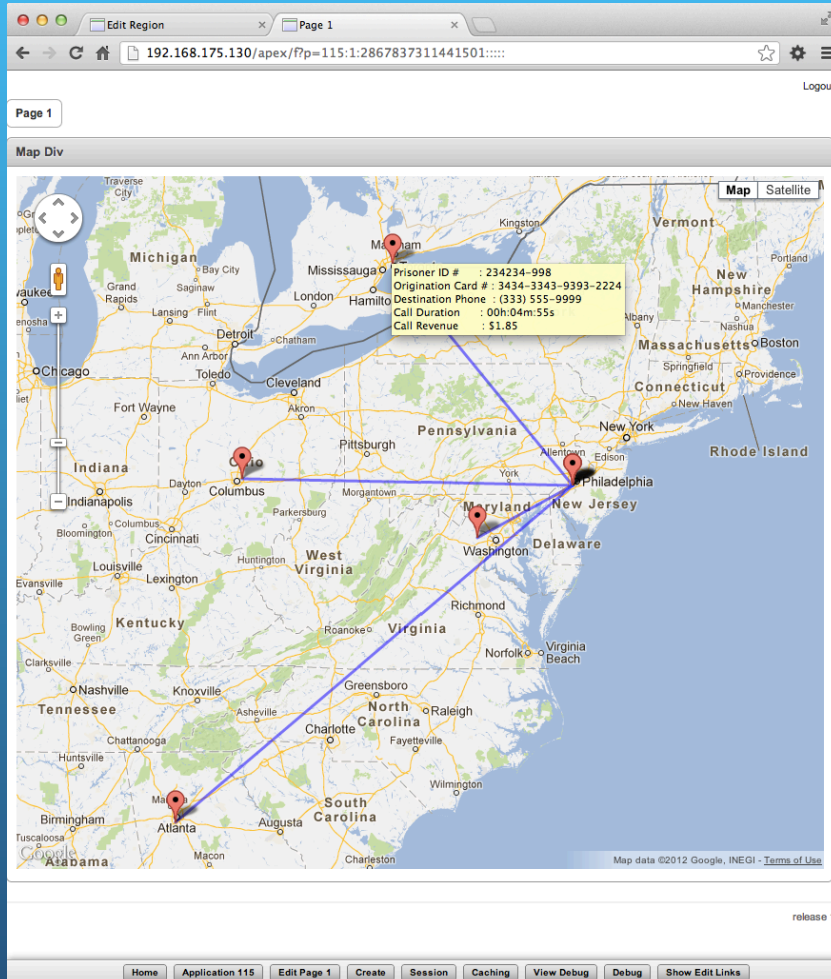 Edit Region × Page 1 ×
192.168.175.130/apex/f?p=115:1:2867837311441501:::::
Logou
Page 1
Map Div
Map Satellite
Traverse City
Kingston
Vermont
Michigan
Bay City
Saginaw
Mississauga
Portland
New Hampshire
Grand Rapids
London
Hamilto
Manchester
Lansing Flint
Albany
Nashua
Prisoner ID # : 234234-998
Origination Card # : 3434-3343-9393-2224
Destination Phone : (333) 555-9999
Call Duration : 00h:04m:55s
Call Revenue : $1.85
Detroit
Chatham
Massachusetts Boston
Ann Arbor
Springfield
Chicago
Toledo
Cleveland
Providence
Connecticut
Fort Wayne
Akron
New Haven
Pennsylvania
New York
Pittsburgh
Allentown
Edison
Rhode Island
Indiana
Ohio
York
Philadelphia
Dayton
Columbus
Morgantown
Indianapolis
Maryland
New Jersey
Columbus
Parkersburg
Bloomington
Cincinnati
Washington
Delaware
West Virginia
Huntington
Louisville
Evansville
Lexington
Richmond
Kentucky
Bowling Green
Roanoke
Virginia
Norfolk
Virginia Beach
Clarksville
Nashville
Knoxville
Greensboro
Tennessee
Asheville
North Carolina
Raleigh
Charlotte
Chattanooga
Fayetteville
Huntsville
Wilmington
South Carolina
Birmingham
Atlanta
Augusta
Tuscaloosa
Google
Alabama
Macon
Charleston
Map data ©2012 Google, INEGI - Terms of Use
release
Home Application 115 Edit Page 1 Create Session Caching View Debug Debug Show Edit Links